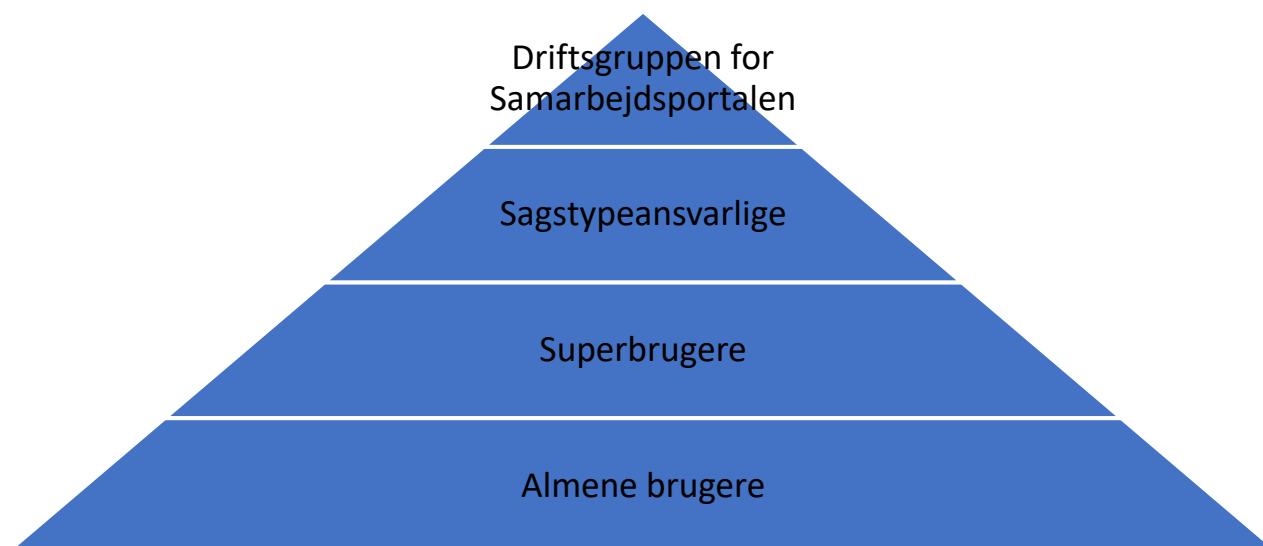 Driftsgruppen for
Samarbejdsportalen
Sagstypeansvarlige
Superbrugere
Almene brugere